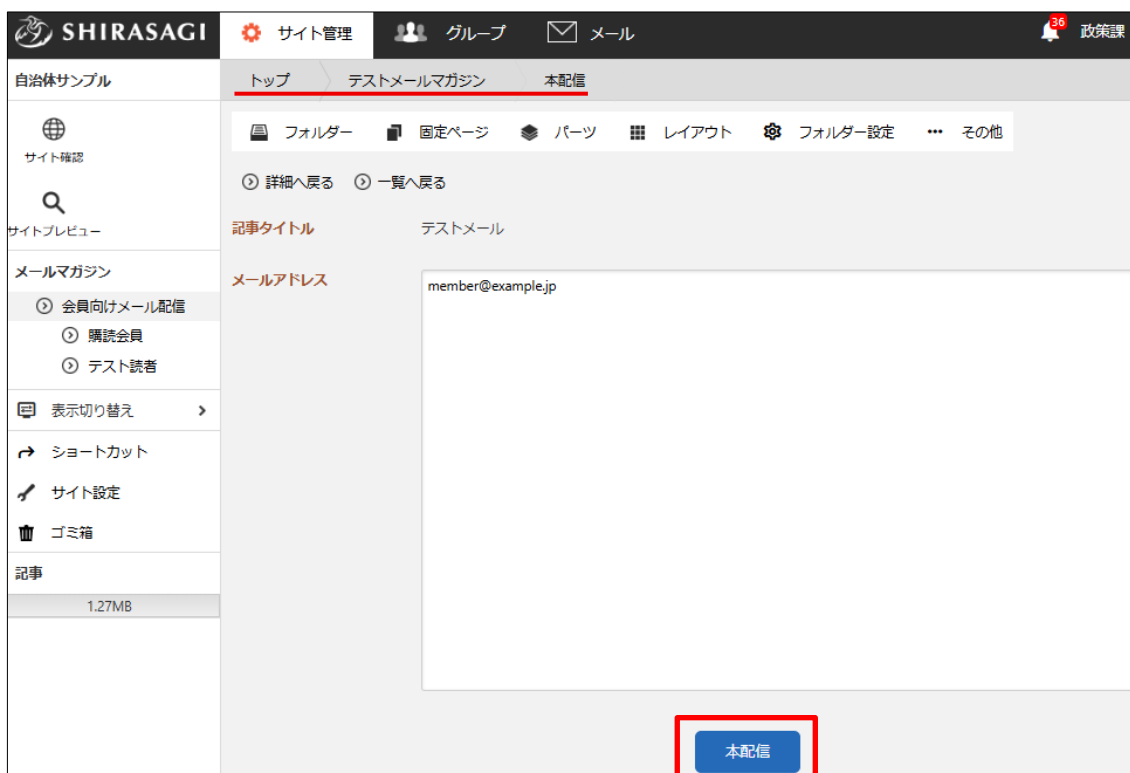 SHIRASAGI サイト管理 グループ メール 36 政策課
自治体サンプル
トップ テストメールマガジン 本配信
フォルダー 固定ページ パーツ レイアウト フォルダー設定 ••• その他
サイト確認
詳細へ戻る 一覧へ戻る
サイトプレビュー
記事タイトル テストメール
メールマガジン
メールアドレス member@example.jp
会員向けメール配信
購読会員
テスト読者
表示切り替え
ショートカット
サイト設定
ゴミ箱
記事
1.27MB
本配信